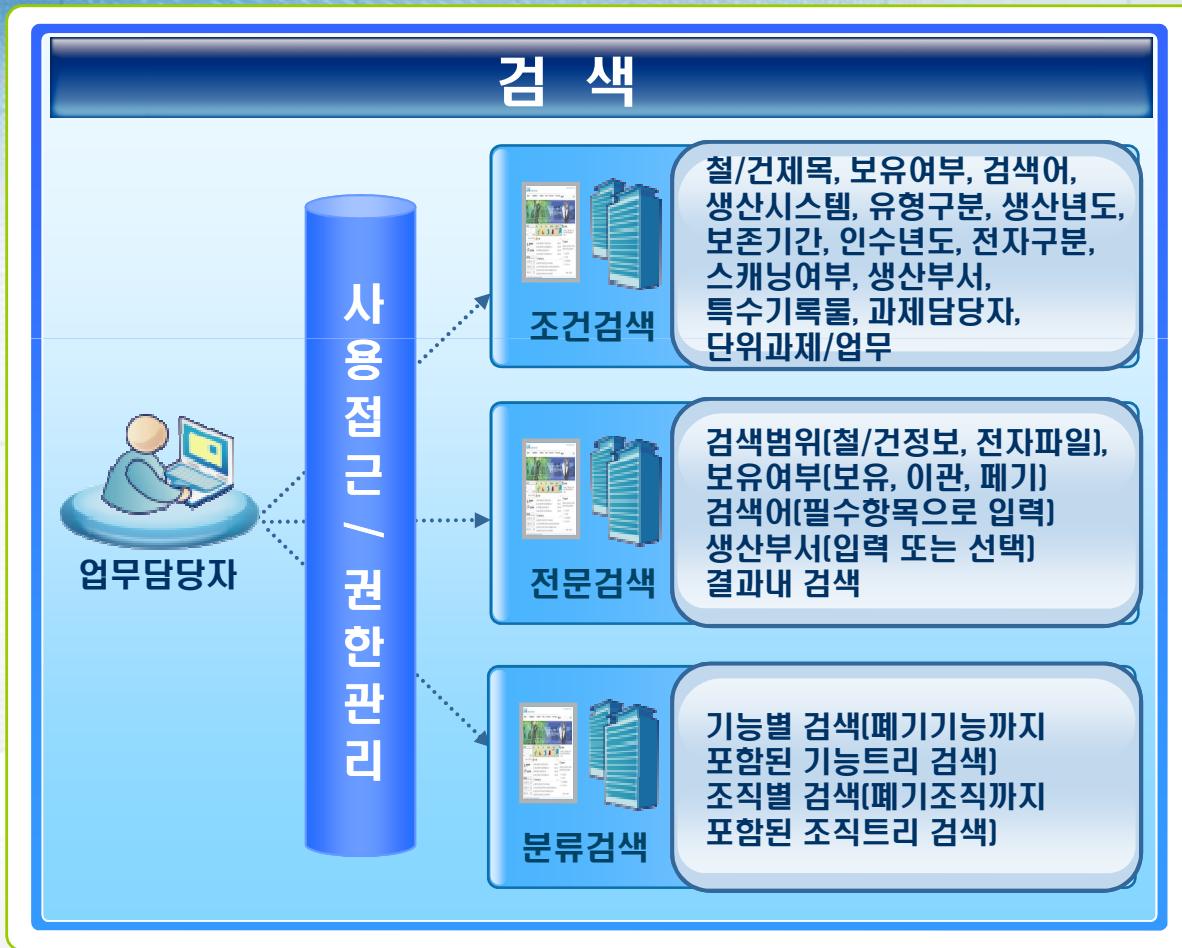 검 색
업무담당자
사용접근/권한관리
조건검색
철/건제목, 보유여부, 검색어,
생산시스템, 유형구분, 생산년도,
보존기간, 인수년도, 전자구분,
스캐닝여부, 생산부서,
특수기록물, 과제담당자,
단위과제/업무
전문검색
검색범위(철/건정보, 전자파일),
보유여부(보유, 이관, 폐기)
검색어(필수항목으로 입력)
생산부서(입력 또는 선택)
결과내 검색
분류검색
기능별 검색(폐기기능까지
포함된 기능트리 검색)
조직별 검색(폐기조직까지
포함된 조직트리 검색)